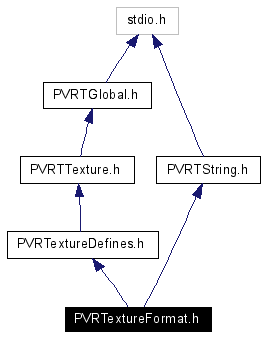 stdio.h
PVRTGlobal.h
PVRTTexture.h
PVRTString.h
PVRTextureDefines.h
PVRTextureFormat.h